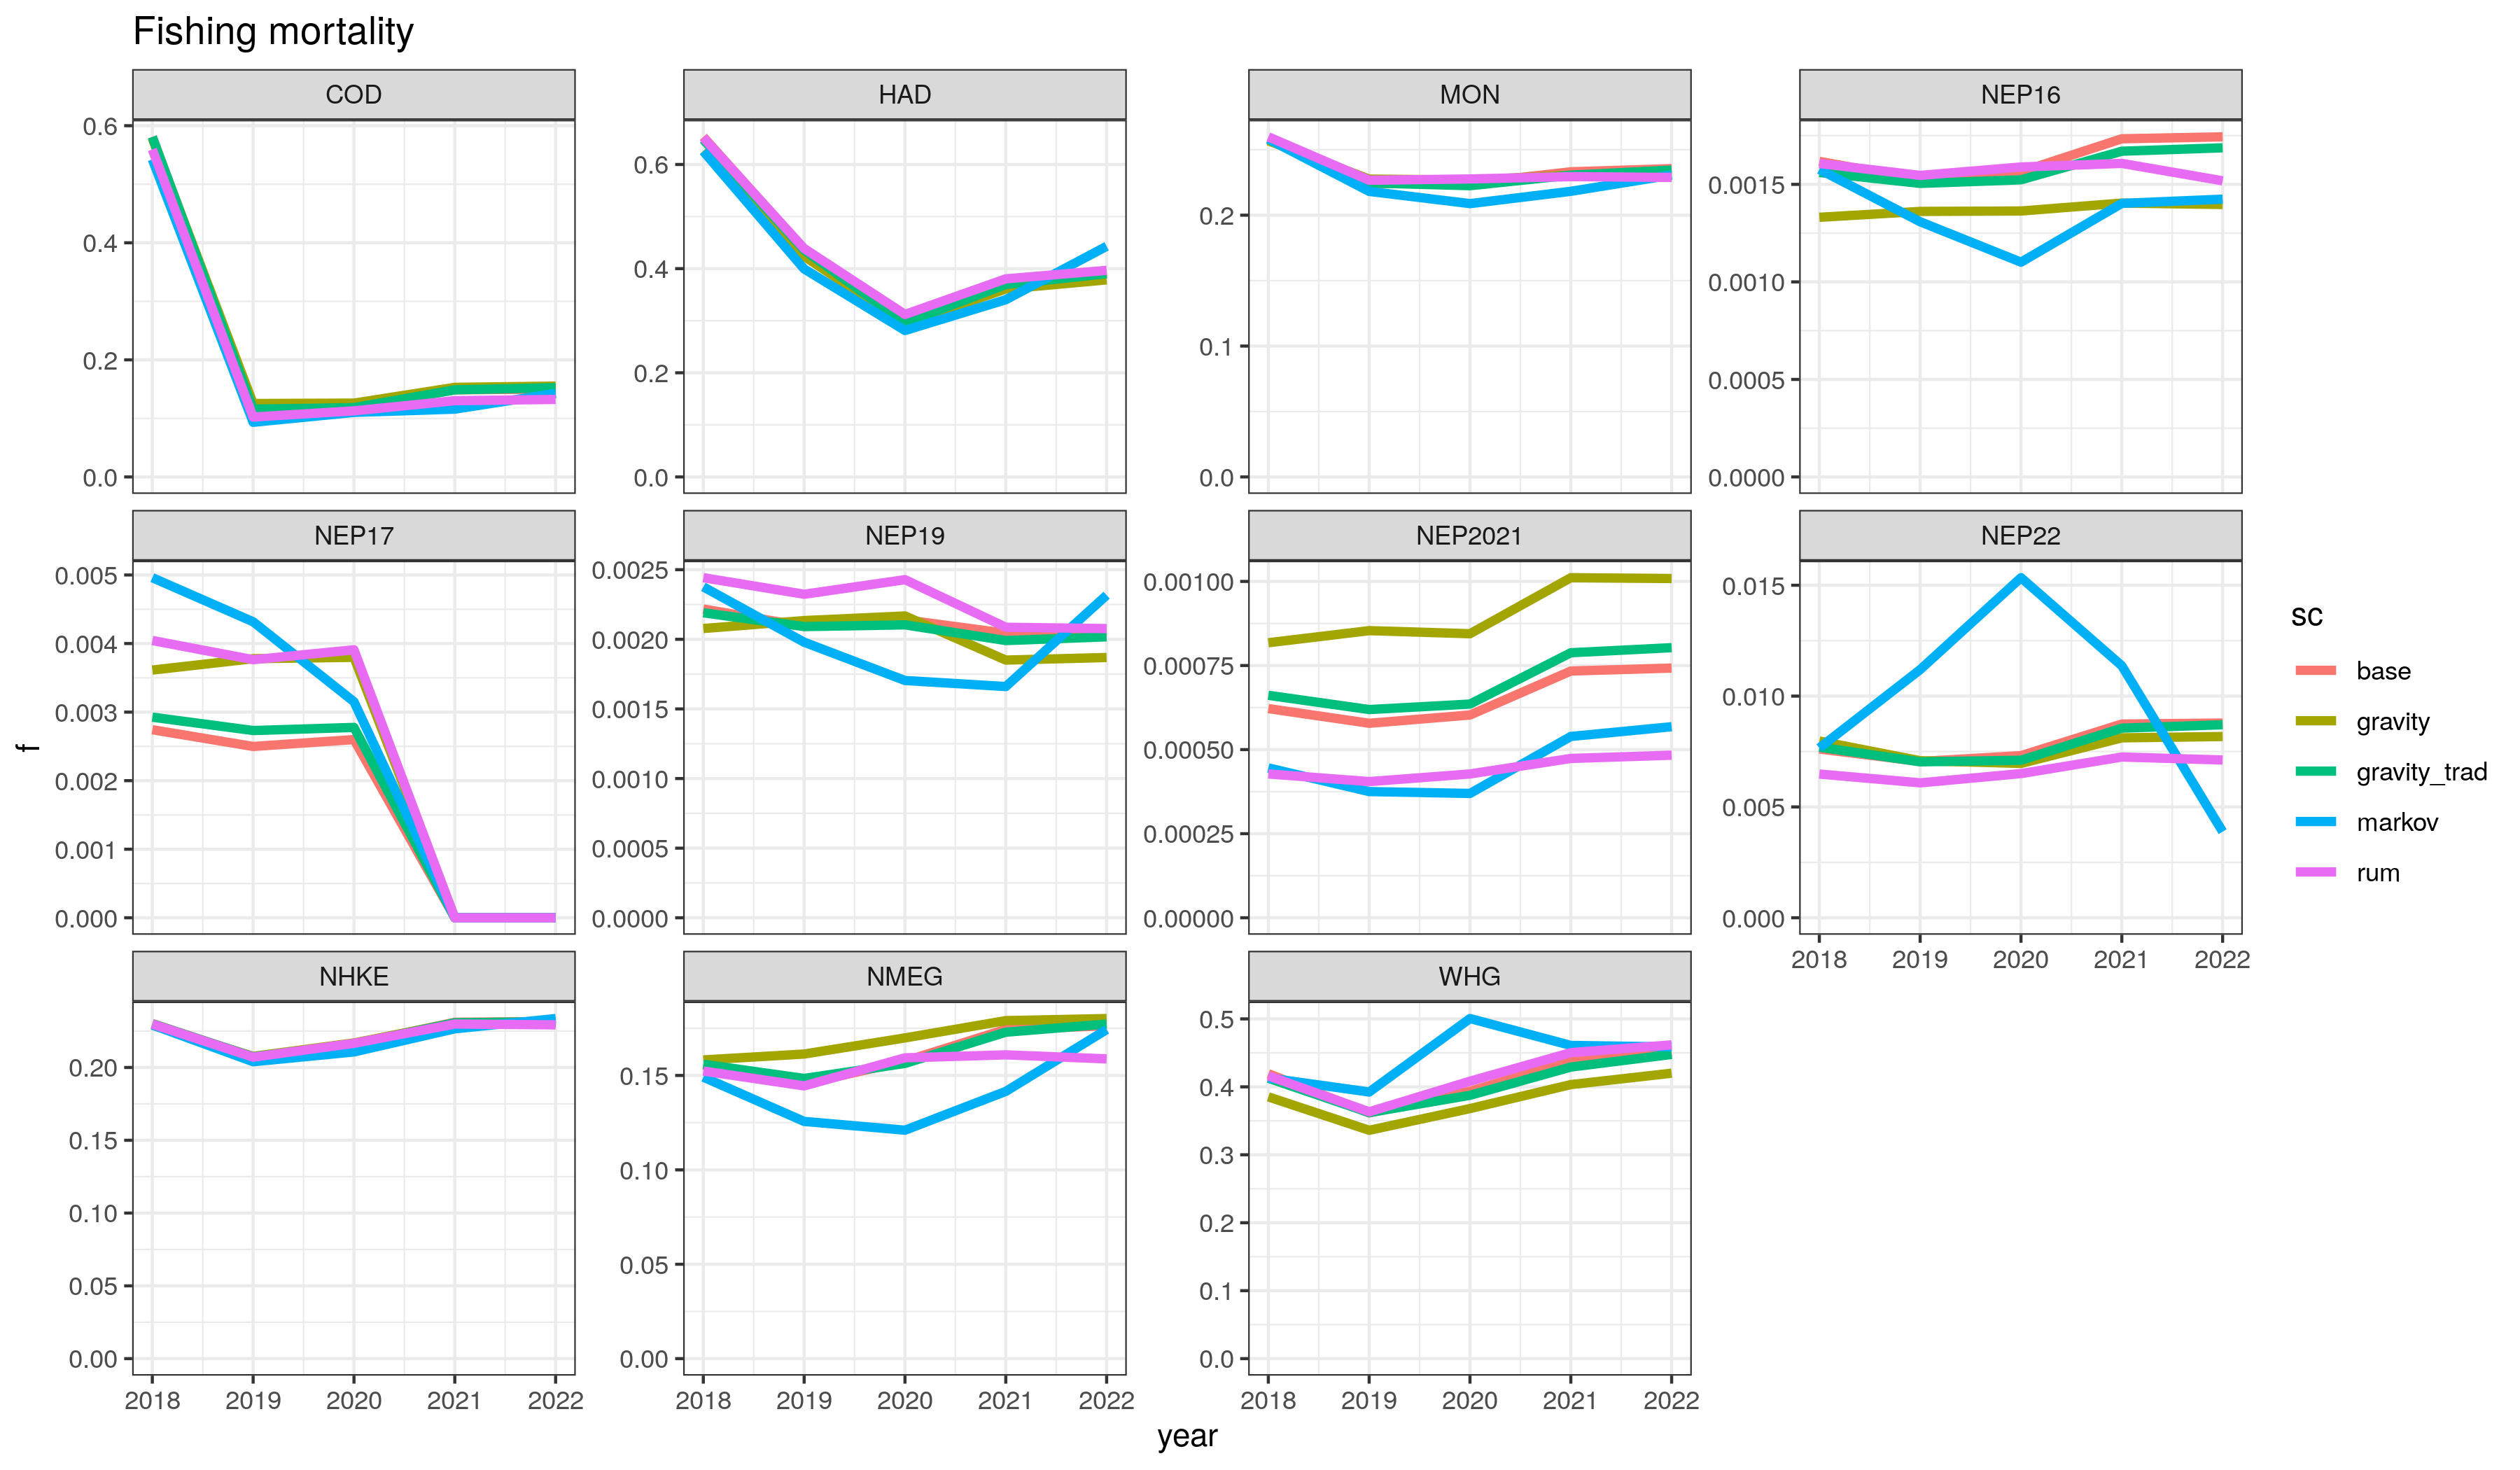 Fishing mortality
COD
HAD
MON
NEP16
0.6
0.4
0.2
0.0
0.6
0.4
0.2
0.0
0.2
0.1
0.0
0.0015
0.0010
0.0005
0.0000
NEP17
NEP19
NEP2021
NEP22
0.005
0.004
0.003
0.002
0.001
0.000
0.0025
0.0020
0.0015
0.0010
0.0005
0.0000
0.00100
0.00075
0.00050
0.00025
0.00000
0.015
0.010
0.005
0.000
2018 2019 2020 2021 2022
f
NHKE
NMEG
WHG
0.20
0.15
0.10
0.05
0.00
0.15
0.10
0.05
0.00
0.5
0.4
0.3
0.2
0.1
0.0
2018 2019 2020 2021 2022
2018 2019 2020 2021 2022
2018 2019 2020 2021 2022
year
sc
base
gravity
gravity_trad
markov
rum